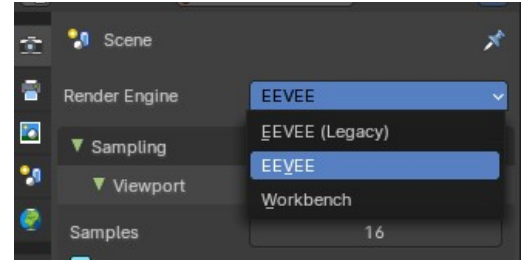 Scene
Render Engine EEVEE
EEVEE (Legacy)
Sampling
EEVEE
Viewport
Workbench
Samples 16